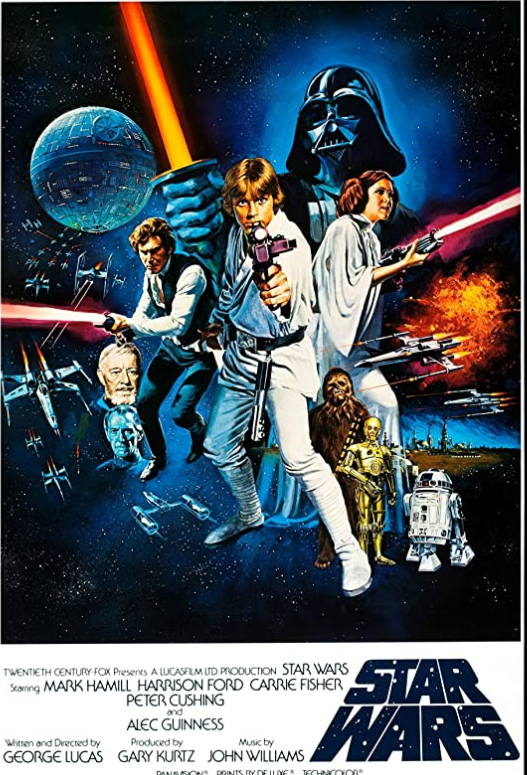 TWENTIETH CENTURY-FOX Presents A LUCASFILM LTD PRODUCTION STAR WARS
Starring MARK HAMILL HARRISON FORD CARRIE FISHER
PETER CUSHING
and
ALEC GUINNESS
Written and Directed by
GEORGE LUCAS
Produced by
GARY KURTZ
Music by
JOHN WILLIAMS
PANAVISION® PRINTS BY DE LUXE® TECHNICOLOR®
STAR
WARS